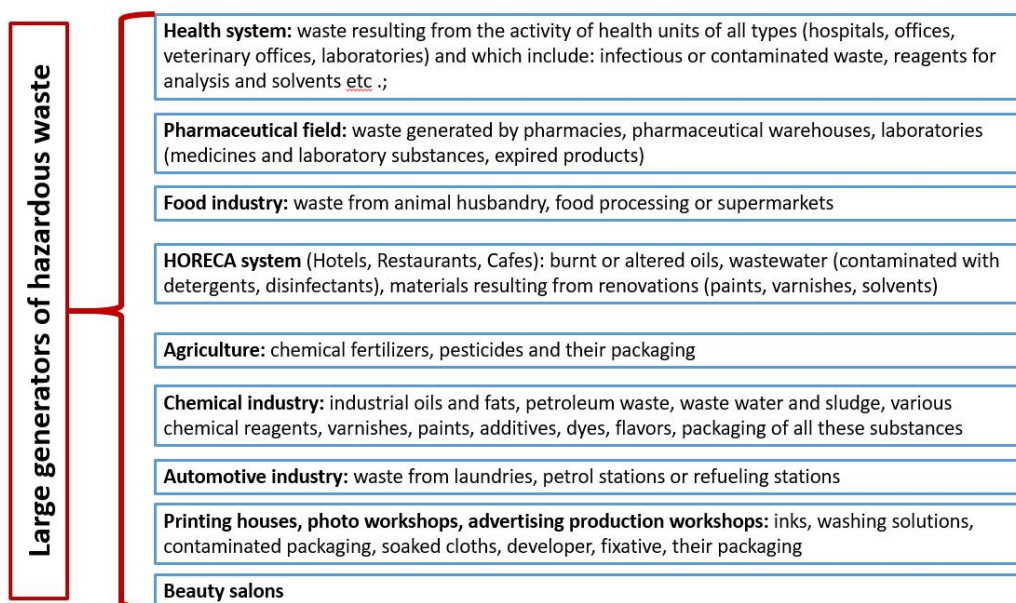 Large generators of hazardous waste
Health system: waste resulting from the activity of health units of all types (hospitals, offices,
veterinary offices, laboratories) and which include: infectious or contaminated waste, reagents for
analysis and solvents etc .;
Pharmaceutical field: waste generated by pharmacies, pharmaceutical warehouses, laboratories
(medicines and laboratory substances, expired products)
Food industry: waste from animal husbandry, food processing or supermarkets
HORECA system (Hotels, Restaurants, Cafes): burnt or altered oils, wastewater (contaminated with
detergents, disinfectants), materials resulting from renovations (paints, varnishes, solvents)
Agriculture: chemical fertilizers, pesticides and their packaging
Chemical industry: industrial oils and fats, petroleum waste, waste water and sludge, various
chemical reagents, varnishes, paints, additives, dyes, flavors, packaging of all these substances
Automotive industry: waste from laundries, petrol stations or refueling stations
Printing houses, photo workshops, advertising production workshops: inks, washing solutions,
contaminated packaging, soaked cloths, developer, fixative, their packaging
Beauty salons